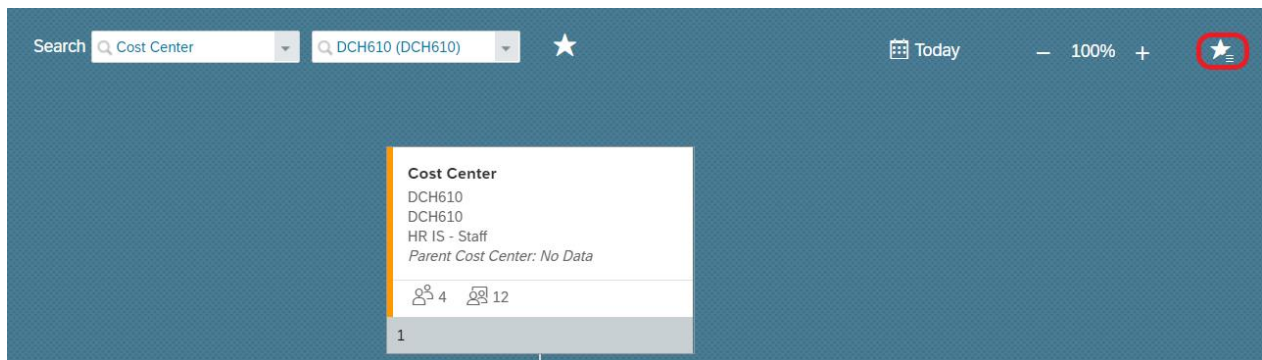 Search Cost Center DCH610 (DCH610) Today – 100% +
Cost Center
DCH610
DCH610
HR IS - Staff
Parent Cost Center: No Data
4 12
1